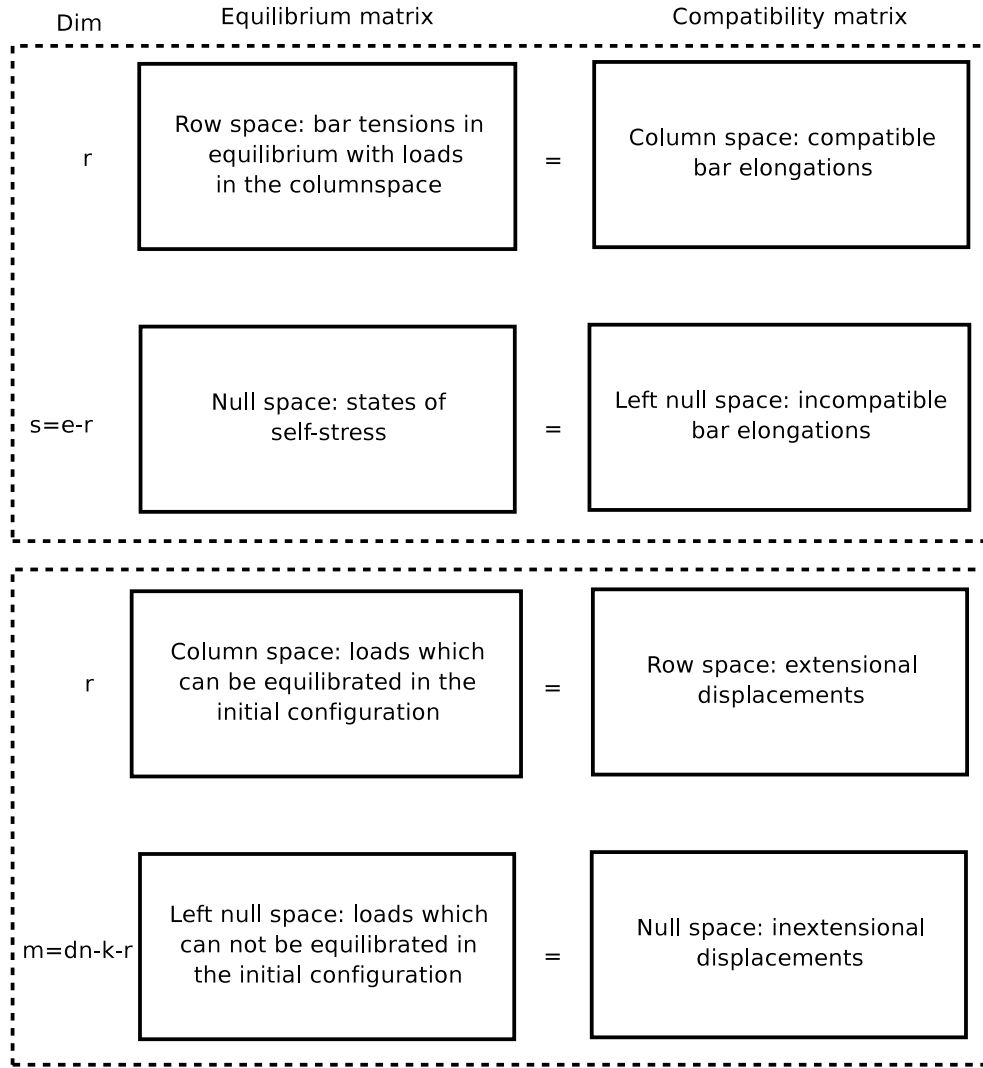 Dim
Equilibrium matrix
Compatibility matrix
r
Row space: bar tensions in
equilibrium with loads
in the columnspace
=
Column space: compatible
bar elongations
s=e-r
Null space: states of
self-stress
=
Left null space: incompatible
bar elongations
r
Column space: loads which
can be equilibrated in the
initial configuration
=
Row space: extensional
displacements
m=dn-k-r
Left null space: loads which
can not be equilibrated in
the initial configuration
=
Null space: inextensional
displacements